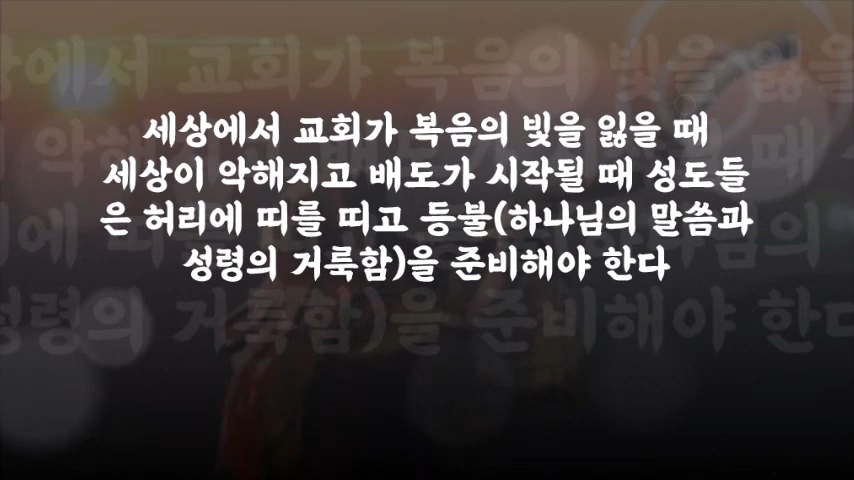 세상에서 교회가 복음의 빛을 잃을 때
세상이 악해지고 배도가 시작될 때 성도들
은 허리에 띠를 띠고 등불(하나님의 말씀과
성령의 거룩함)을 준비해야 한다